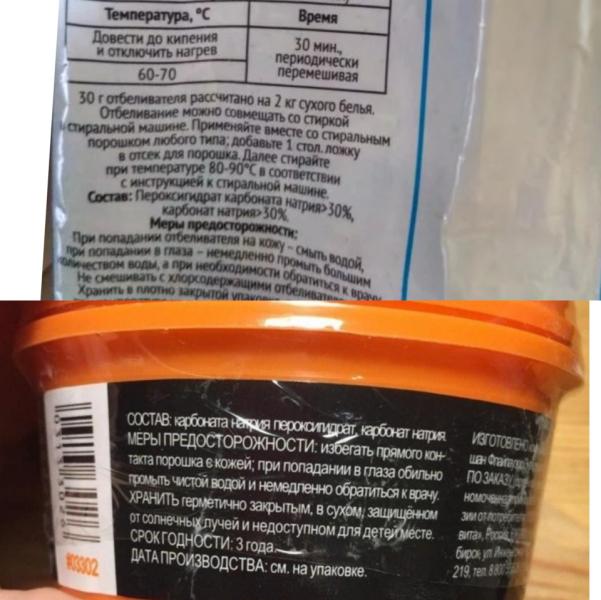 Температура, °С
Время
Довести до кипения
и отключить нагрев
30 мин.,
периодически
перемешивая
60-70
30 г отбеливателя рассчитано на 2 кг сухого белья.
Отбеливание можно совмещать со стиркой
стиральной машине. Применяйте вместе со стиральным
порошком любого типа; добавьте 1 стол. ложку
в отсек для порошка. Далее стирайте
при температуре 80-90°С в соответствии
с инструкцией к стиральной машине.
Состав: Пероксигидрат карбоната натрия>30%,
карбонат натрия>30%.
Меры предосторожности:
При попадании отбеливателя на кожу – смыть водой,
при попадании в глаза – немедленно промыть большим
количеством воды, а при необходимости обратиться к врачу.
Не смешивать с хлорсодержащими
Хранить в плотно закрытой упаковке
СОСТАВ: карбоната натрия пероксигидрат, карбонат натрия.
МЕРЫ ПРЕДОСТОРОЖНОСТИ: избегать прямого кон-
такта порошка с кожей; при попадании в глаза обильно
промыть чистой водой и немедленно обратиться к врачу.
ХРАНИТЬ герметично закрытым, в сухом, защищённом
от солнечных лучей и недоступном для детей месте.
СРОК ГОДНОСТИ: 3 года.
ДАТА ПРОИЗВОДСТВА: см. на упаковке.
#03302
ИЗГОТОВЛЕНО
шан
ПО ЗАКАЗУ
вита»,
219, тел. 8 800